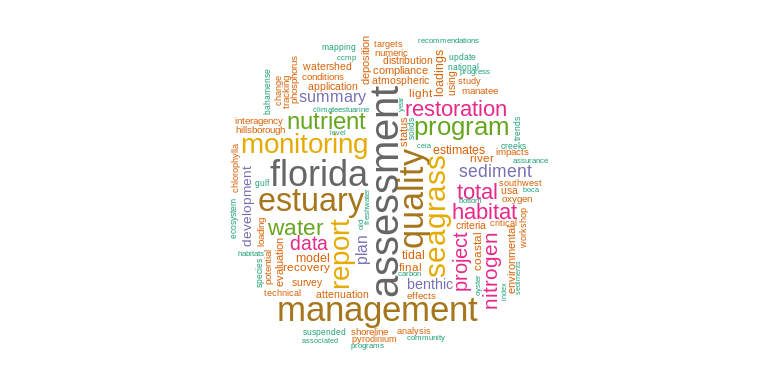 recommendations
targets
mapping
numeric
update
ccmp
distribution
watershed
deposition
loadings
national
compliance
progress
conditions
atmospheric
study
application
using
change
tracking
phosphorus
bahamense
summary
light
manatee
assessment
year
restoration
climateestuarine
interagency
nutrient
status
solids
program
trends
hillsborough
level
monitoring
creeks
ceia
quality
estimates
impacts
chlorophylla
river
assurance
florida
seagrass
sediment
gulf
southwest
total
usa
boca
estuary
freshwater
bottom
oxygen
ecosystem
development
habitat
water
old
criteria
critical
workshop
loading
report
data
plan
tidal
project
coastal
environmental
habitats
model
evaluation
potential
species
recovery
final
carbon
nitrogen
oyster
index
sediments
survey
benthic
technical
attenuation
effects
management
suspended
shoreline
analysis
associated
pyrodinium
community
programs